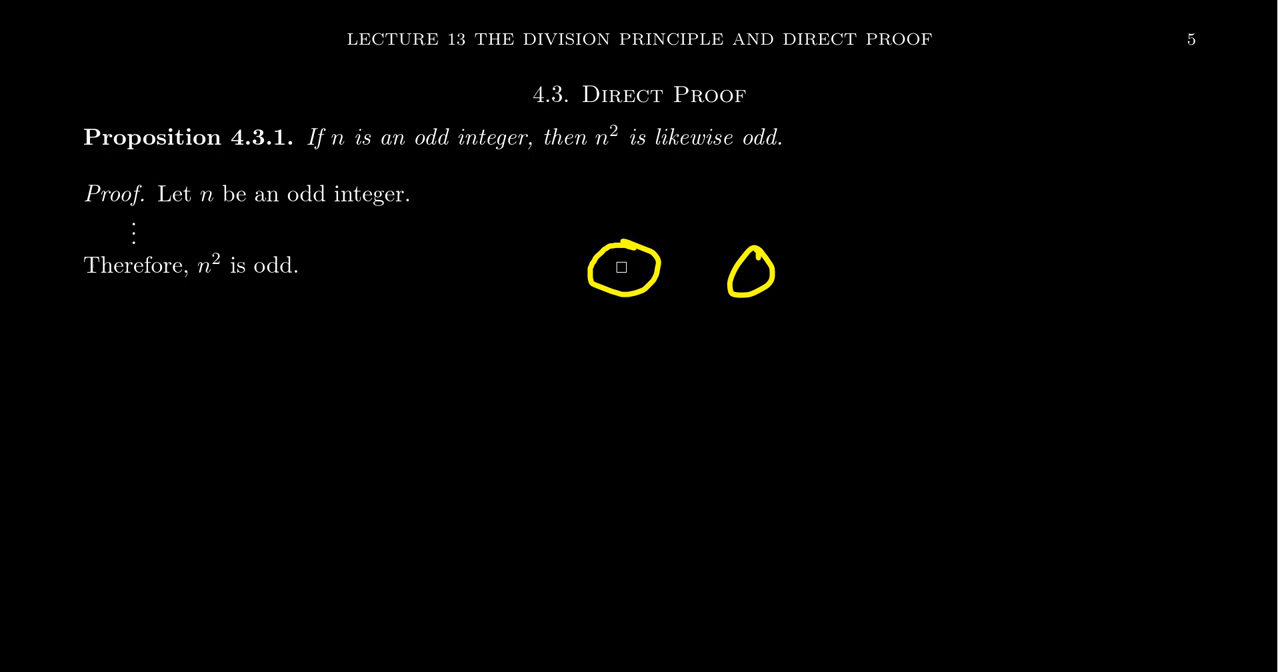 LECTURE 13 THE DIVISION PRINCIPLE AND DIRECT PROOF 5
4.3. DIRECT PROOF
Proposition 4.3.1. If n is an odd integer, then n² is likewise odd.
Proof. Let n be an odd integer.
⋮
Therefore, n² is odd. □